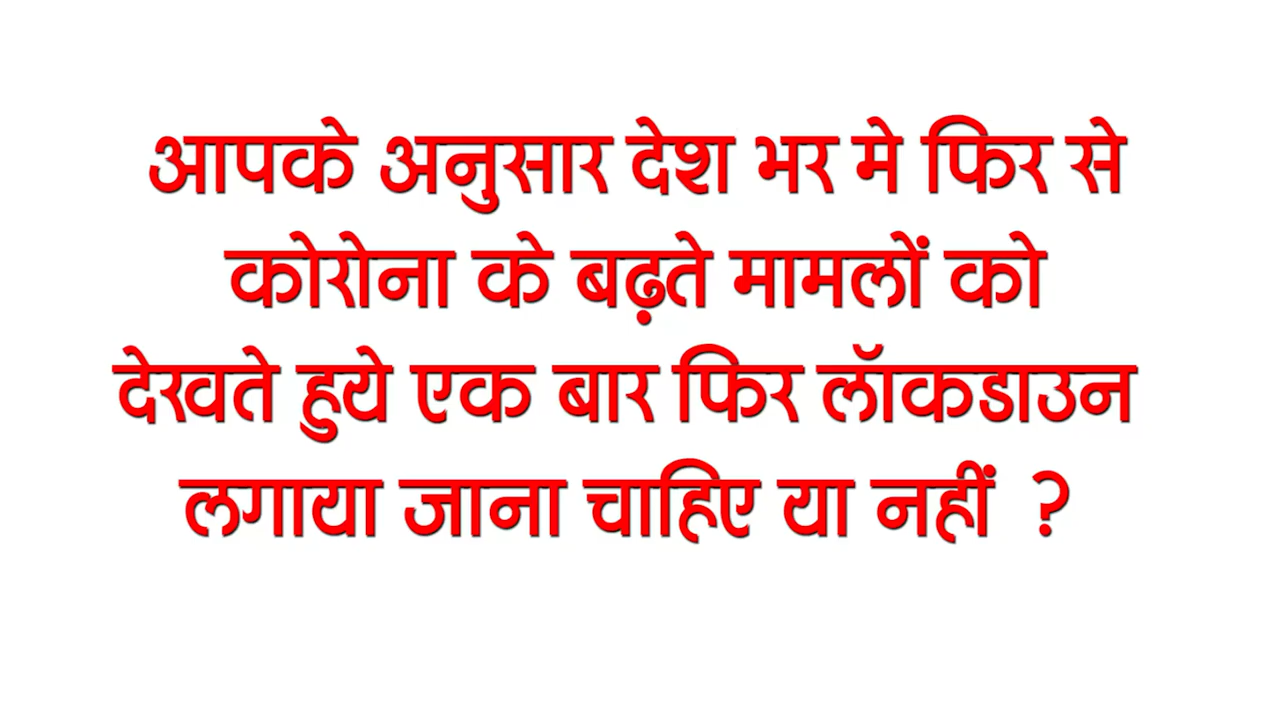 आपके अनुसार देश भर मे फिर से
कोरोना के बढ़ते मामलों को
देखते हुये एक बार फिर लॉकडाउन
लगाया जाना चाहिए या नहीं ?